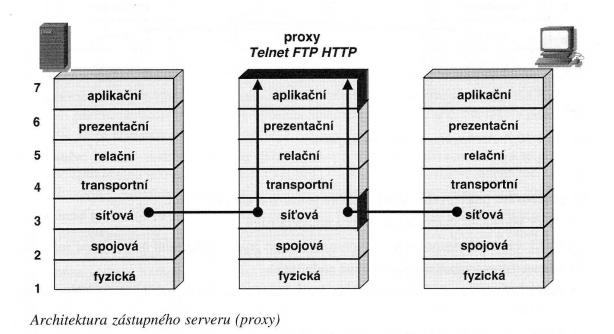 proxy
Telnet FTP HTTP
7 aplikační aplikační aplikační
6 prezentační prezentační prezentační
5 relační relační relační
4 transportní transportní transportní
3 síťová síťová síťová
2 spojová spojová spojová
1 fyzická fyzická fyzická
Architektura zástupného serveru (proxy)